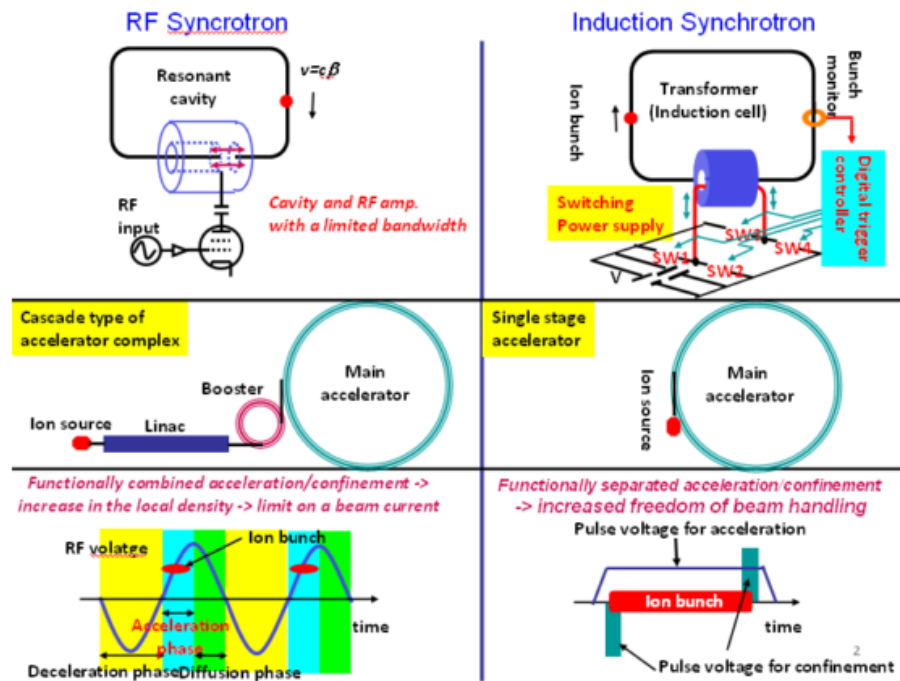 RF Syncrotron
Resonant
cavity
v=cβ
RF
input
Cavity and RF amp.
with a limited bandwidth
Induction Synchrotron
Ion bunch
Transformer
(Induction cell)
Bunch
monitor
Digital trigger
controller
Switching
Power supply
SW3
SW1
SW4
SW2
V
Cascade type of
accelerator complex
Booster
Main
accelerator
Ion source
Linac
Single stage
accelerator
Ion source
Main
accelerator
Functionally combined acceleration/confinement ->
increase in the local density -> limit on a beam current
RF volatge
Ion bunch
time
Acceleration
phase
Deceleration phase
Diffusion phase
Functionally separated acceleration/confinement
-> increased freedom of beam handling
Pulse voltage for acceleration
Ion bunch
time
Pulse voltage for confinement
2